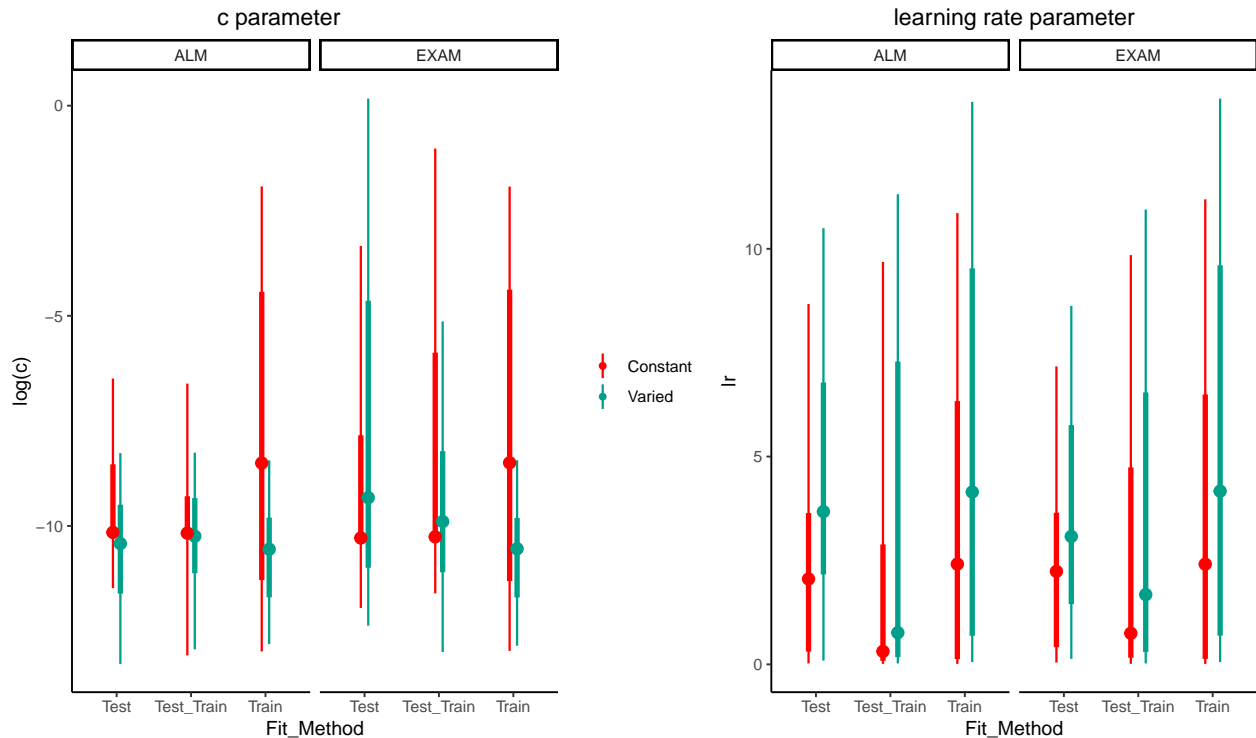 c parameter
ALM EXAM
0
−5
−10
log(c)
Test Test_Train Train Test Test_Train Train
Fit_Method
Constant
Varied
learning rate parameter
ALM EXAM
10
5
0
lr
Test Test_Train Train Test Test_Train Train
Fit_Method